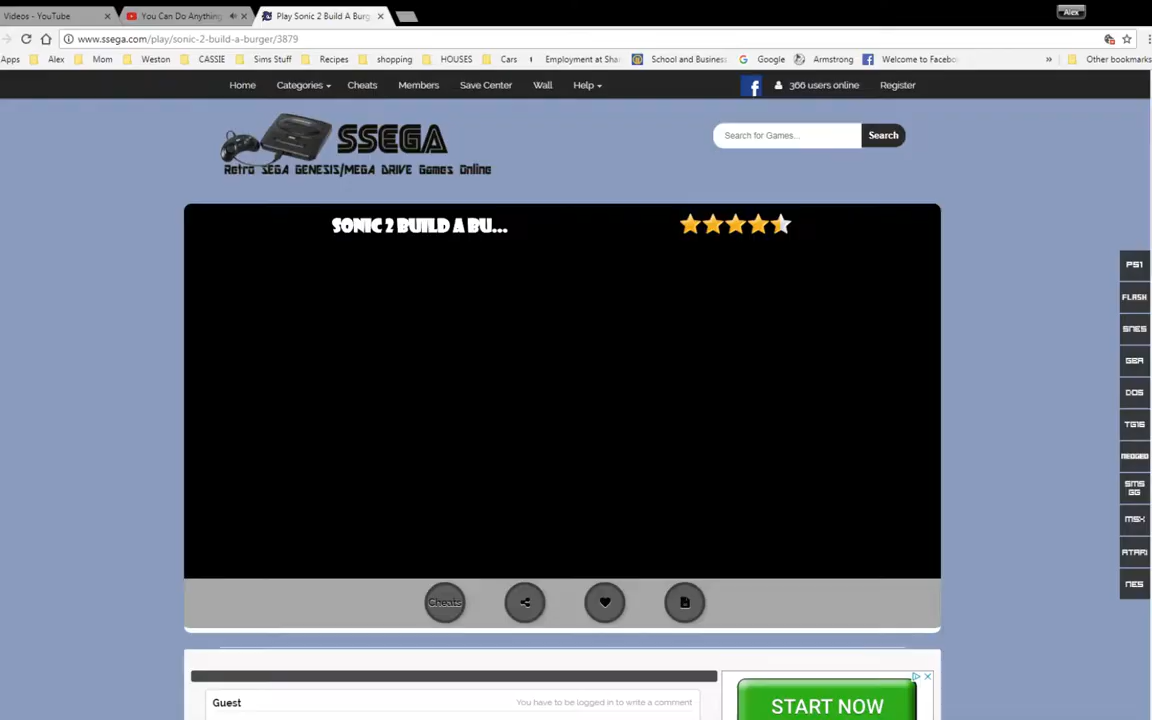 Videos - YouTube
You Can Do Anything
Play Sonic 2 Build A Burg
Alex
www.ssega.com/play/sonic-2-build-a-burger/3879
Apps Alex Mom Weston CASSIE Sims Stuff Recipes shopping HOUSES Cars Employment at Sha School and Business Google Armstrong Welcome to Facebo » Other bookmarks
Home Categories Cheats Members Save Center Wall Help 366 users online Register
SSEGA
Retro SEGA GENESIS/MEGA DRIVE Games Online
Search for Games... Search
SONIC 2 BUILD A BU...
PS1
FLASH
SNES
GBA
DOS
TG16
NEOGEO
SMS
GG
MSX
ATARI
NES
Cheats
Guest You have to be logged in to write a comment
START NOW